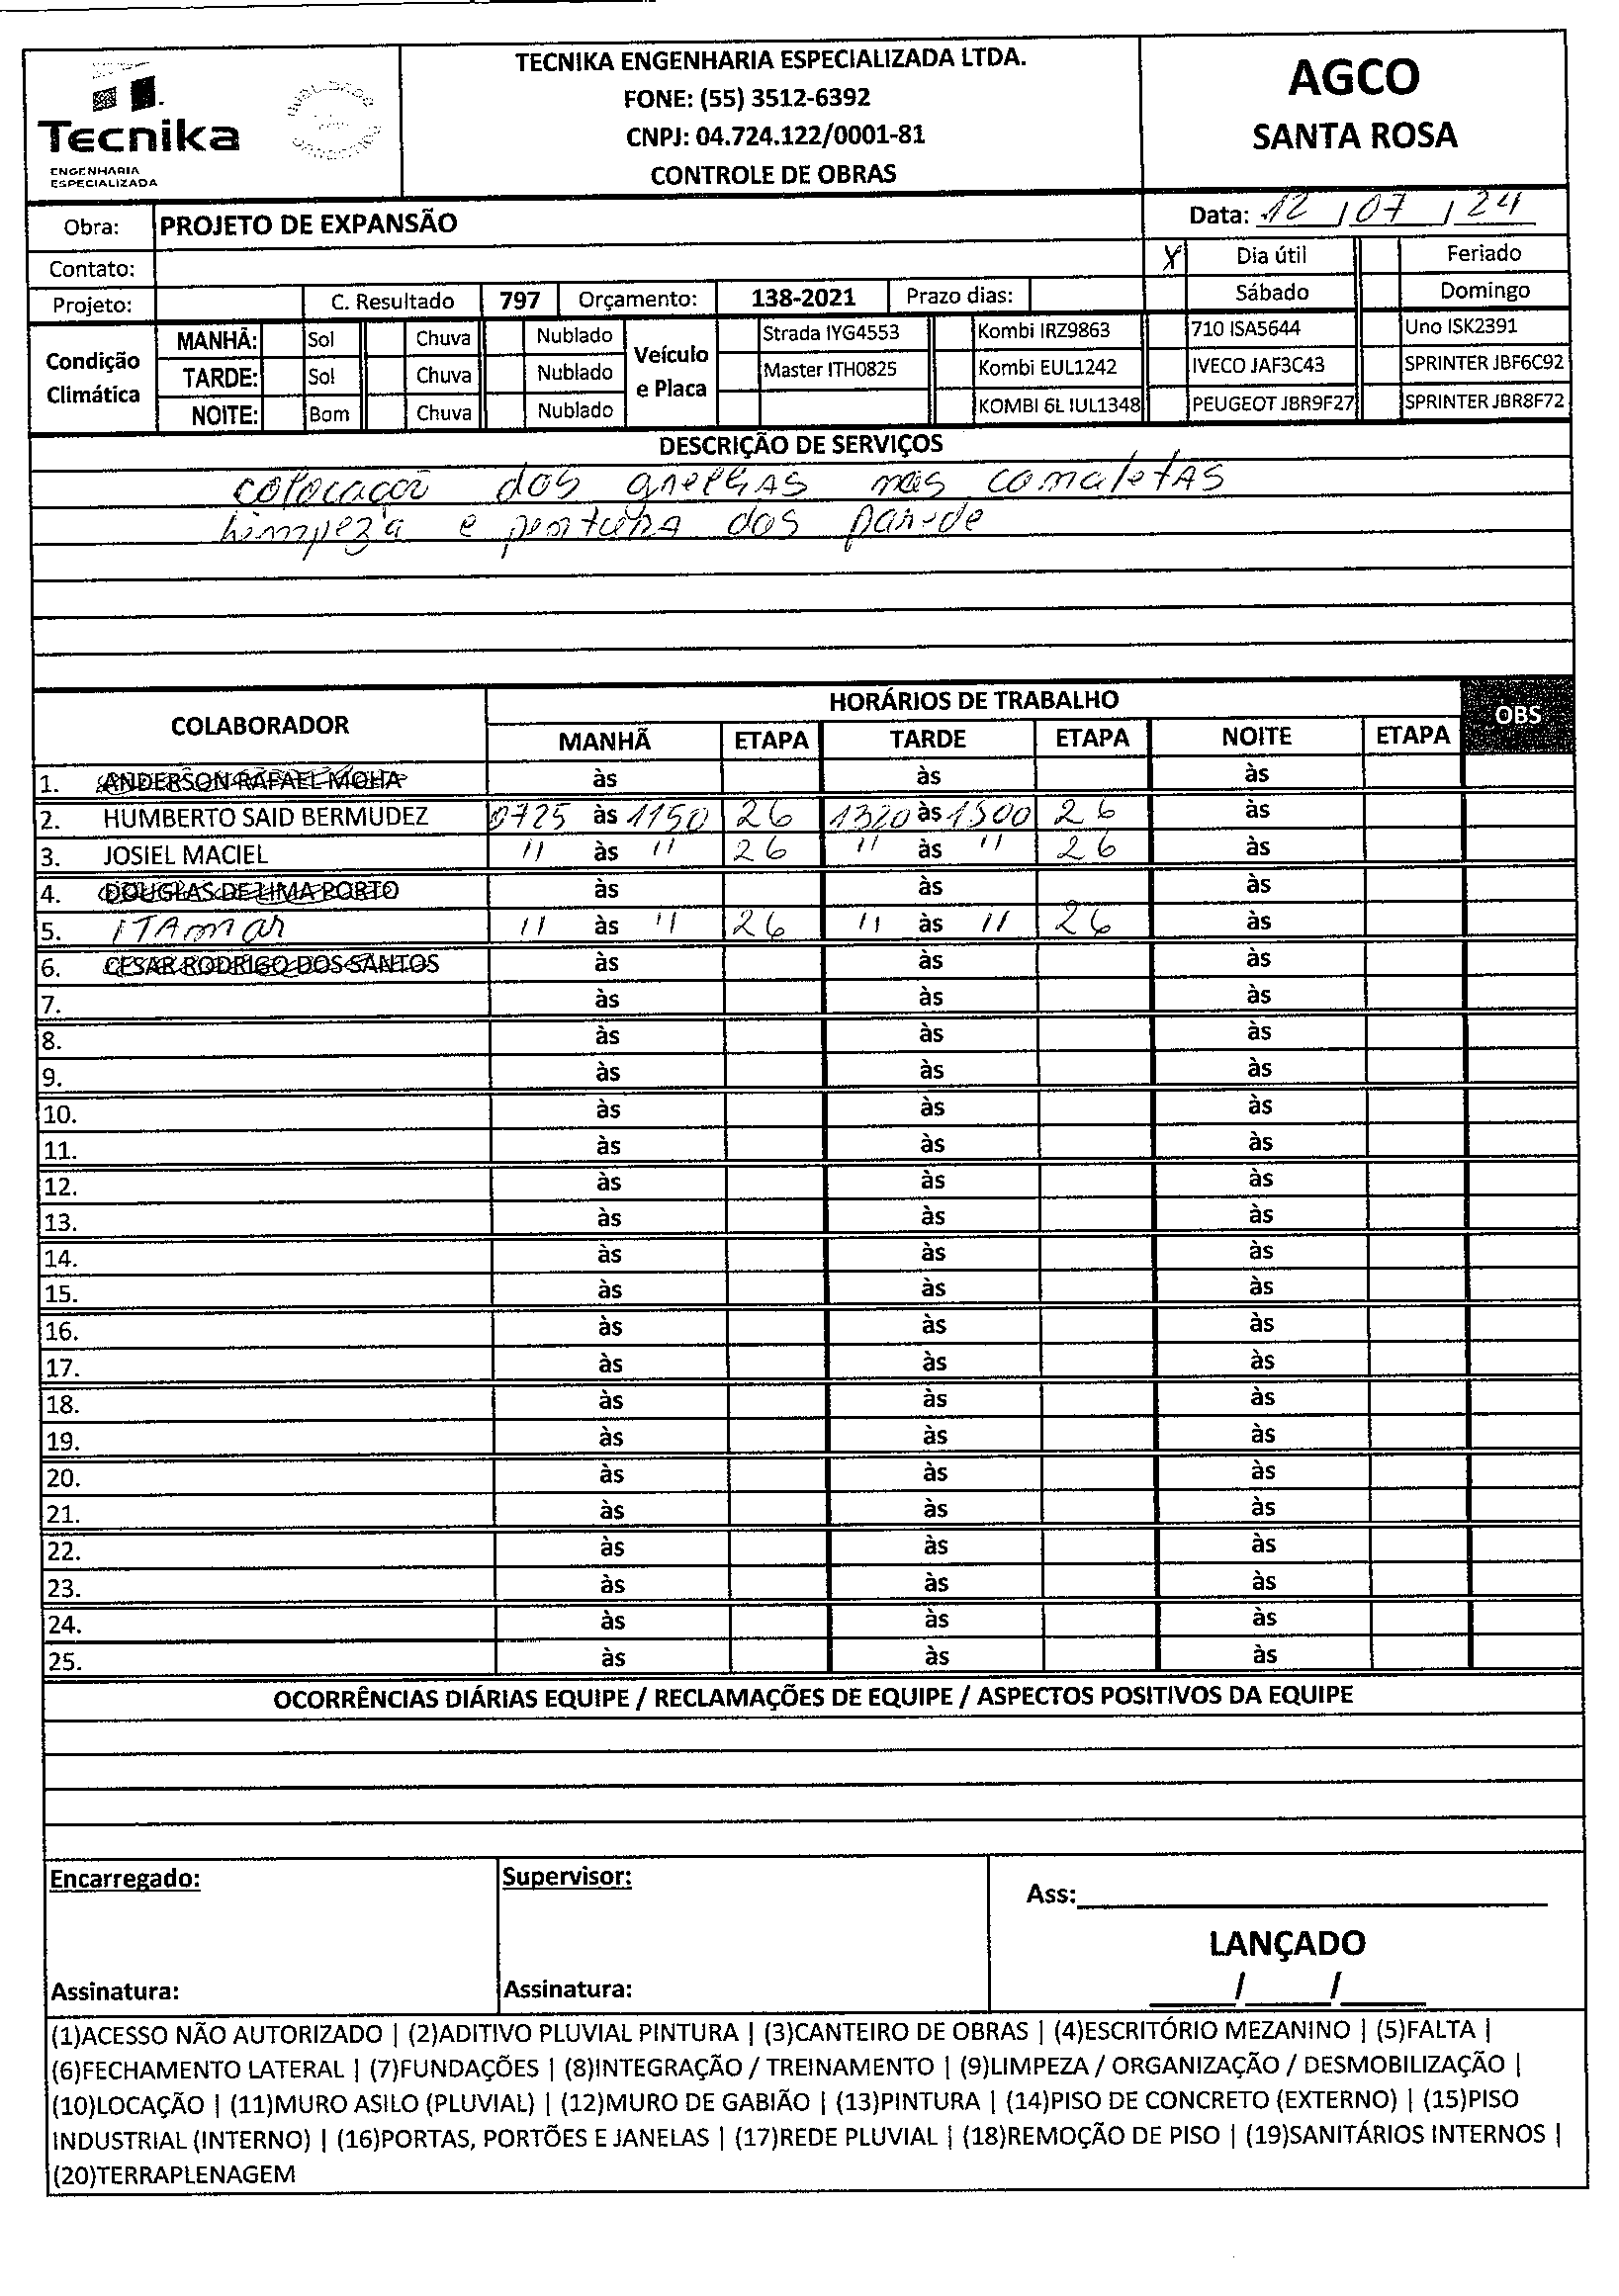 Tecnika
ENGENHARIA
ESPECIALIZADA
TECNIKA ENGENHARIA ESPECIALIZADA LTDA.
FONE: (55) 3512-6392
CNPJ: 04.724.122/0001-81
CONTROLE DE OBRAS
AGCO
SANTA ROSA
Obra: PROJETO DE EXPANSÃO
Data: 12 / 07 / 24
Contato:
X Dia útil Feriado
Projeto: C. Resultado 797 Orçamento: 138-2021 Prazo dias: Sábado Domingo
Condição Climática
MANHÃ: Sol Chuva Nublado
TARDE: Sol Chuva Nublado
NOITE: Bom Chuva Nublado
Veículo e Placa
Strada IYG4553 Kombi IRZ9863 710 ISA5644 Uno ISK2391
Master ITH0825 Kombi EUL1242 IVECO JAF3C43 SPRINTER JBF6C92
KOMBI 6L IUL1348 PEUGEOT JBR9F27 SPRINTER JBR8F72
DESCRIÇÃO DE SERVIÇOS
colocação dos grelhas nas canaletas
limpeza e pintura dos parede
COLABORADOR HORÁRIOS DE TRABALHO OBS
MANHÃ ETAPA TARDE ETAPA NOITE ETAPA
1. ANDERSON RAFAEL MOHA às às às
2. HUMBERTO SAID BERMUDEZ 0725 às 1150 26 1320 às 1500 26 às
3. JOSIEL MACIEL " às " 26 " às " 26 às
4. DOUGLAS DE LIMA PORTO às às às
5. ITAmar " às " 26 " às " 26 às
6. CESAR RODRIGO DOS SANTOS às às às
7. às às às
8. às às às
9. às às às
10. às às às
11. às às às
12. às às às
13. às às às
14. às às às
15. às às às
16. às às às
17. às às às
18. às às às
19. às às às
20. às às às
21. às às às
22. às às às
23. às às às
24. às às às
25. às às às
OCORRÊNCIAS DIÁRIAS EQUIPE / RECLAMAÇÕES DE EQUIPE / ASPECTOS POSITIVOS DA EQUIPE
Encarregado: Supervisor: Ass:
LANÇADO
Assinatura: Assinatura: / /
(1)ACESSO NÃO AUTORIZADO | (2)ADITIVO PLUVIAL PINTURA | (3)CANTEIRO DE OBRAS | (4)ESCRITÓRIO MEZANINO | (5)FALTA |
(6)FECHAMENTO LATERAL | (7)FUNDAÇÕES | (8)INTEGRAÇÃO / TREINAMENTO | (9)LIMPEZA / ORGANIZAÇÃO / DESMOBILIZAÇÃO |
(10)LOCAÇÃO | (11)MURO ASILO (PLUVIAL) | (12)MURO DE GABIÃO | (13)PINTURA | (14)PISO DE CONCRETO (EXTERNO) | (15)PISO
INDUSTRIAL (INTERNO) | (16)PORTAS, PORTÕES E JANELAS | (17)REDE PLUVIAL | (18)REMOÇÃO DE PISO | (19)SANITÁRIOS INTERNOS |
(20)TERRAPLENAGEM